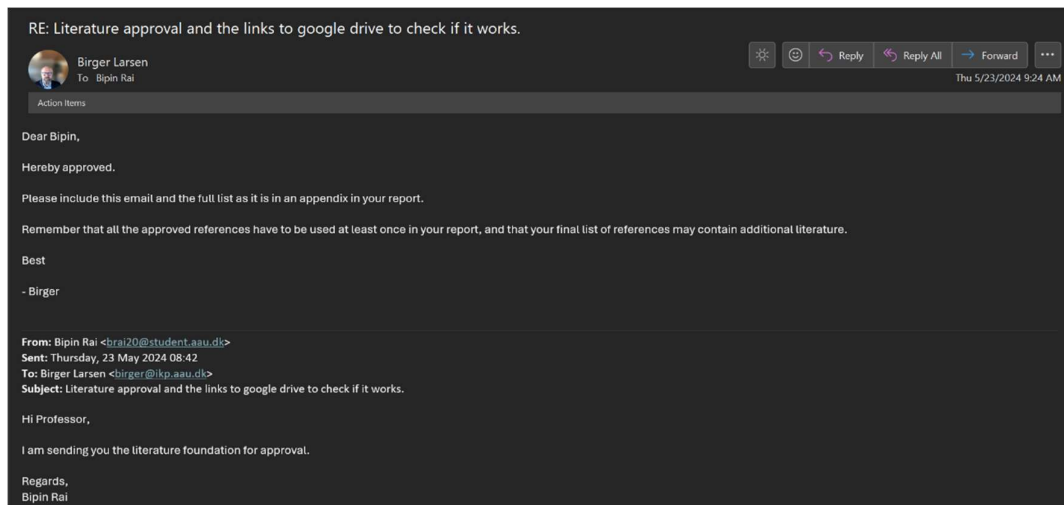 RE: Literature approval and the links to google drive to check if it works.
Birger Larsen
To Bipin Rai
Reply
Reply All
Forward
Thu 5/23/2024 9:24 AM
Action Items
Dear Bipin,
Hereby approved.
Please include this email and the full list as it is in an appendix in your report.
Remember that all the approved references have to be used at least once in your report, and that your final list of references may contain additional literature.
Best
- Birger
From: Bipin Rai <brai20@student.aau.dk>
Sent: Thursday, 23 May 2024 08:42
To: Birger Larsen <birger@ikp.aau.dk>
Subject: Literature approval and the links to google drive to check if it works.
Hi Professor,
I am sending you the literature foundation for approval.
Regards,
Bipin Rai